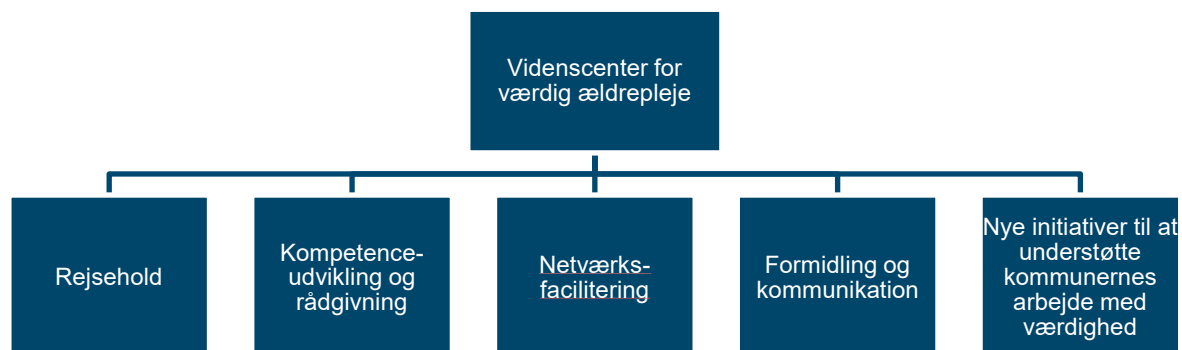 Videnscenter for
værdig ældrepleje
Rejsehold
Kompetence-
udvikling og
rådgivning
Netværks-
facilitering
Formidling og
kommunikation
Nye initiativer til at
understøtte
kommunernes
arbejde med
værdighed